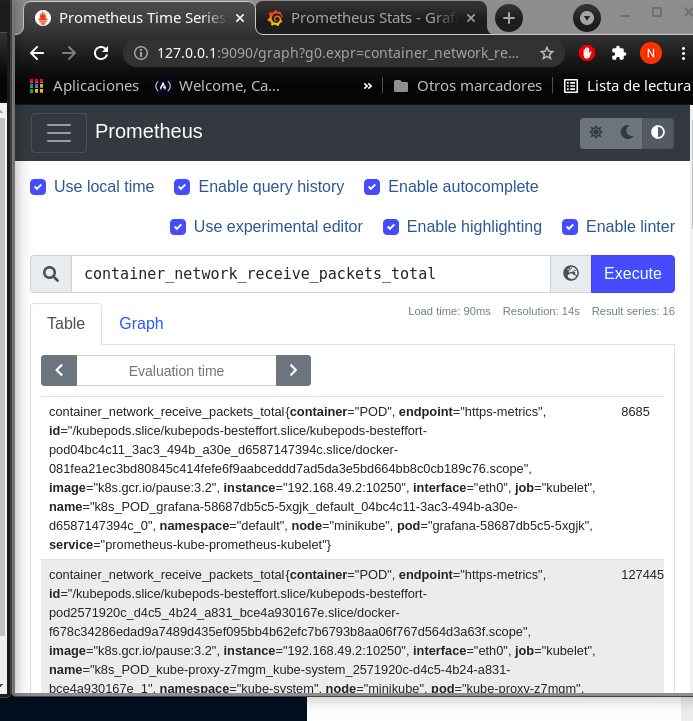 Prometheus Time Series
Prometheus Stats - Graf
127.0.0.1:9090/graph?g0.expr=container_network_re...
N
Aplicaciones
Welcome, Ca...
»
Otros marcadores
Lista de lectura
Prometheus
Use local time
Enable query history
Enable autocomplete
Use experimental editor
Enable highlighting
Enable linter
container_network_receive_packets_total
Execute
Table
Graph
Load time: 90ms
Resolution: 14s
Result series: 16
Evaluation time
container_network_receive_packets_total{container="POD", endpoint="https-metrics",
8685
id="/kubepods.slice/kubepods-besteffort.slice/kubepods-besteffort-
pod04bc4c11_3ac3_494b_a30e_d6587147394c.slice/docker-
081fea21ec3bd80845c414fefe6f9aabceddd7ad5da3e5bd664bb8c0cb189c76.scope",
image="k8s.gcr.io/pause:3.2", instance="192.168.49.2:10250", interface="eth0", job="kubelet",
name="k8s_POD_grafana-58687db5c5-5xgjk_default_04bc4c11-3ac3-494b-a30e-
d6587147394c_0", namespace="default", node="minikube", pod="grafana-58687db5c5-5xgjk",
service="prometheus-kube-prometheus-kubelet"}
container_network_receive_packets_total{container="POD", endpoint="https-metrics",
127445
id="/kubepods.slice/kubepods-besteffort.slice/kubepods-besteffort-
pod2571920c_d4c5_4b24_a831_bce4a930167e.slice/docker-
f678c34286edad9a7489d435ef095bb4b62efc7b6793b8aa06f767d564d3a63f.scope",
image="k8s.gcr.io/pause:3.2", instance="192.168.49.2:10250", interface="eth0", job="kubelet",
name="k8s_POD_kube-proxy-z7mgm_kube-system_2571920c-d4c5-4b24-a831-
bce4a930167e_1", namespace="kube-system", node="minikube", pod="kube-proxy-z7mgm",